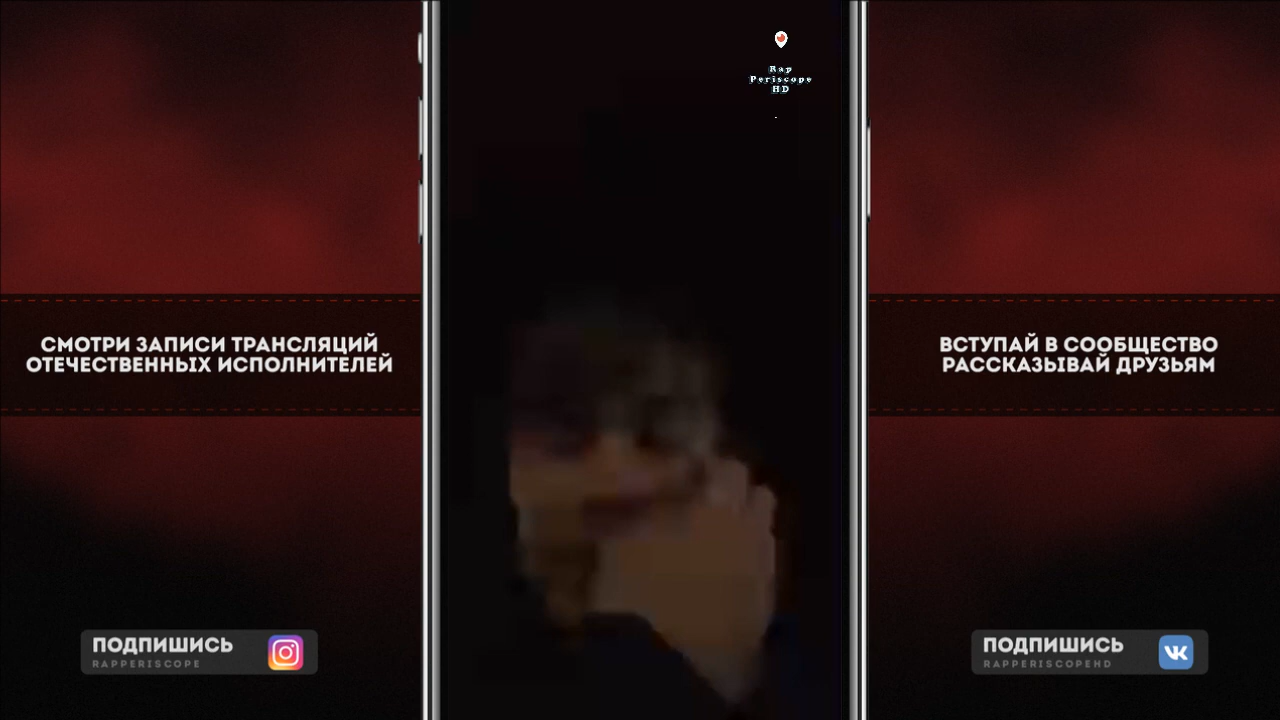 Rap
Periscope
HD
СМОТРИ ЗАПИСИ ТРАНСЛЯЦИЙ
ОТЕЧЕСТВЕННЫХ ИСПОЛНИТЕЛЕЙ
ВСТУПАЙ В СООБЩЕСТВО
РАССКАЗЫВАЙ ДРУЗЬЯМ
ПОДПИШИСЬ
RAPPERISCOPE
ПОДПИШИСЬ
RAPPERISCOPEHD